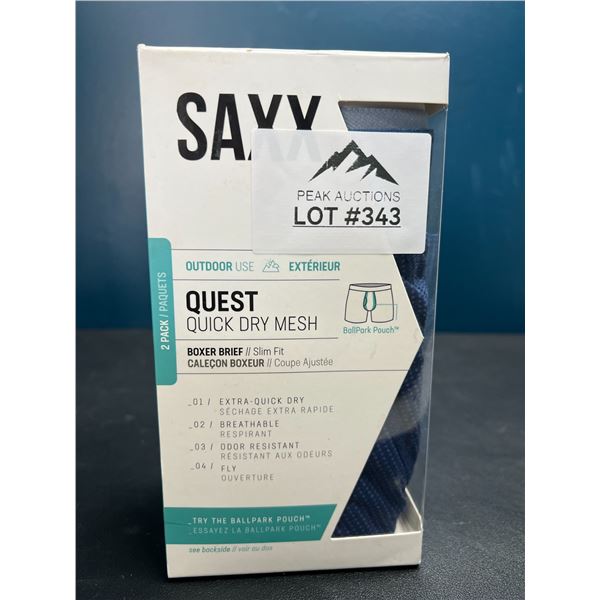 SAXX
PEAK AUCTIONS
LOT #343
2 PACK / PAQUETS
OUTDOOR USE EXTÉRIEUR
QUEST
QUICK DRY MESH
BallPark Pouch™
BOXER BRIEF // Slim Fit
CALEÇON BOXEUR // Coupe Ajustée
_01 / EXTRA-QUICK DRY
SÉCHAGE EXTRA RAPIDE
_02 / BREATHABLE
RESPIRANT
_03 / ODOR RESISTANT
RÉSISTANT AUX ODEURS
_04 / FLY
OUVERTURE
_TRY THE BALLPARK POUCH™
_ESSAYEZ LA BALLPARK POUCH™
see backside // voir au dos